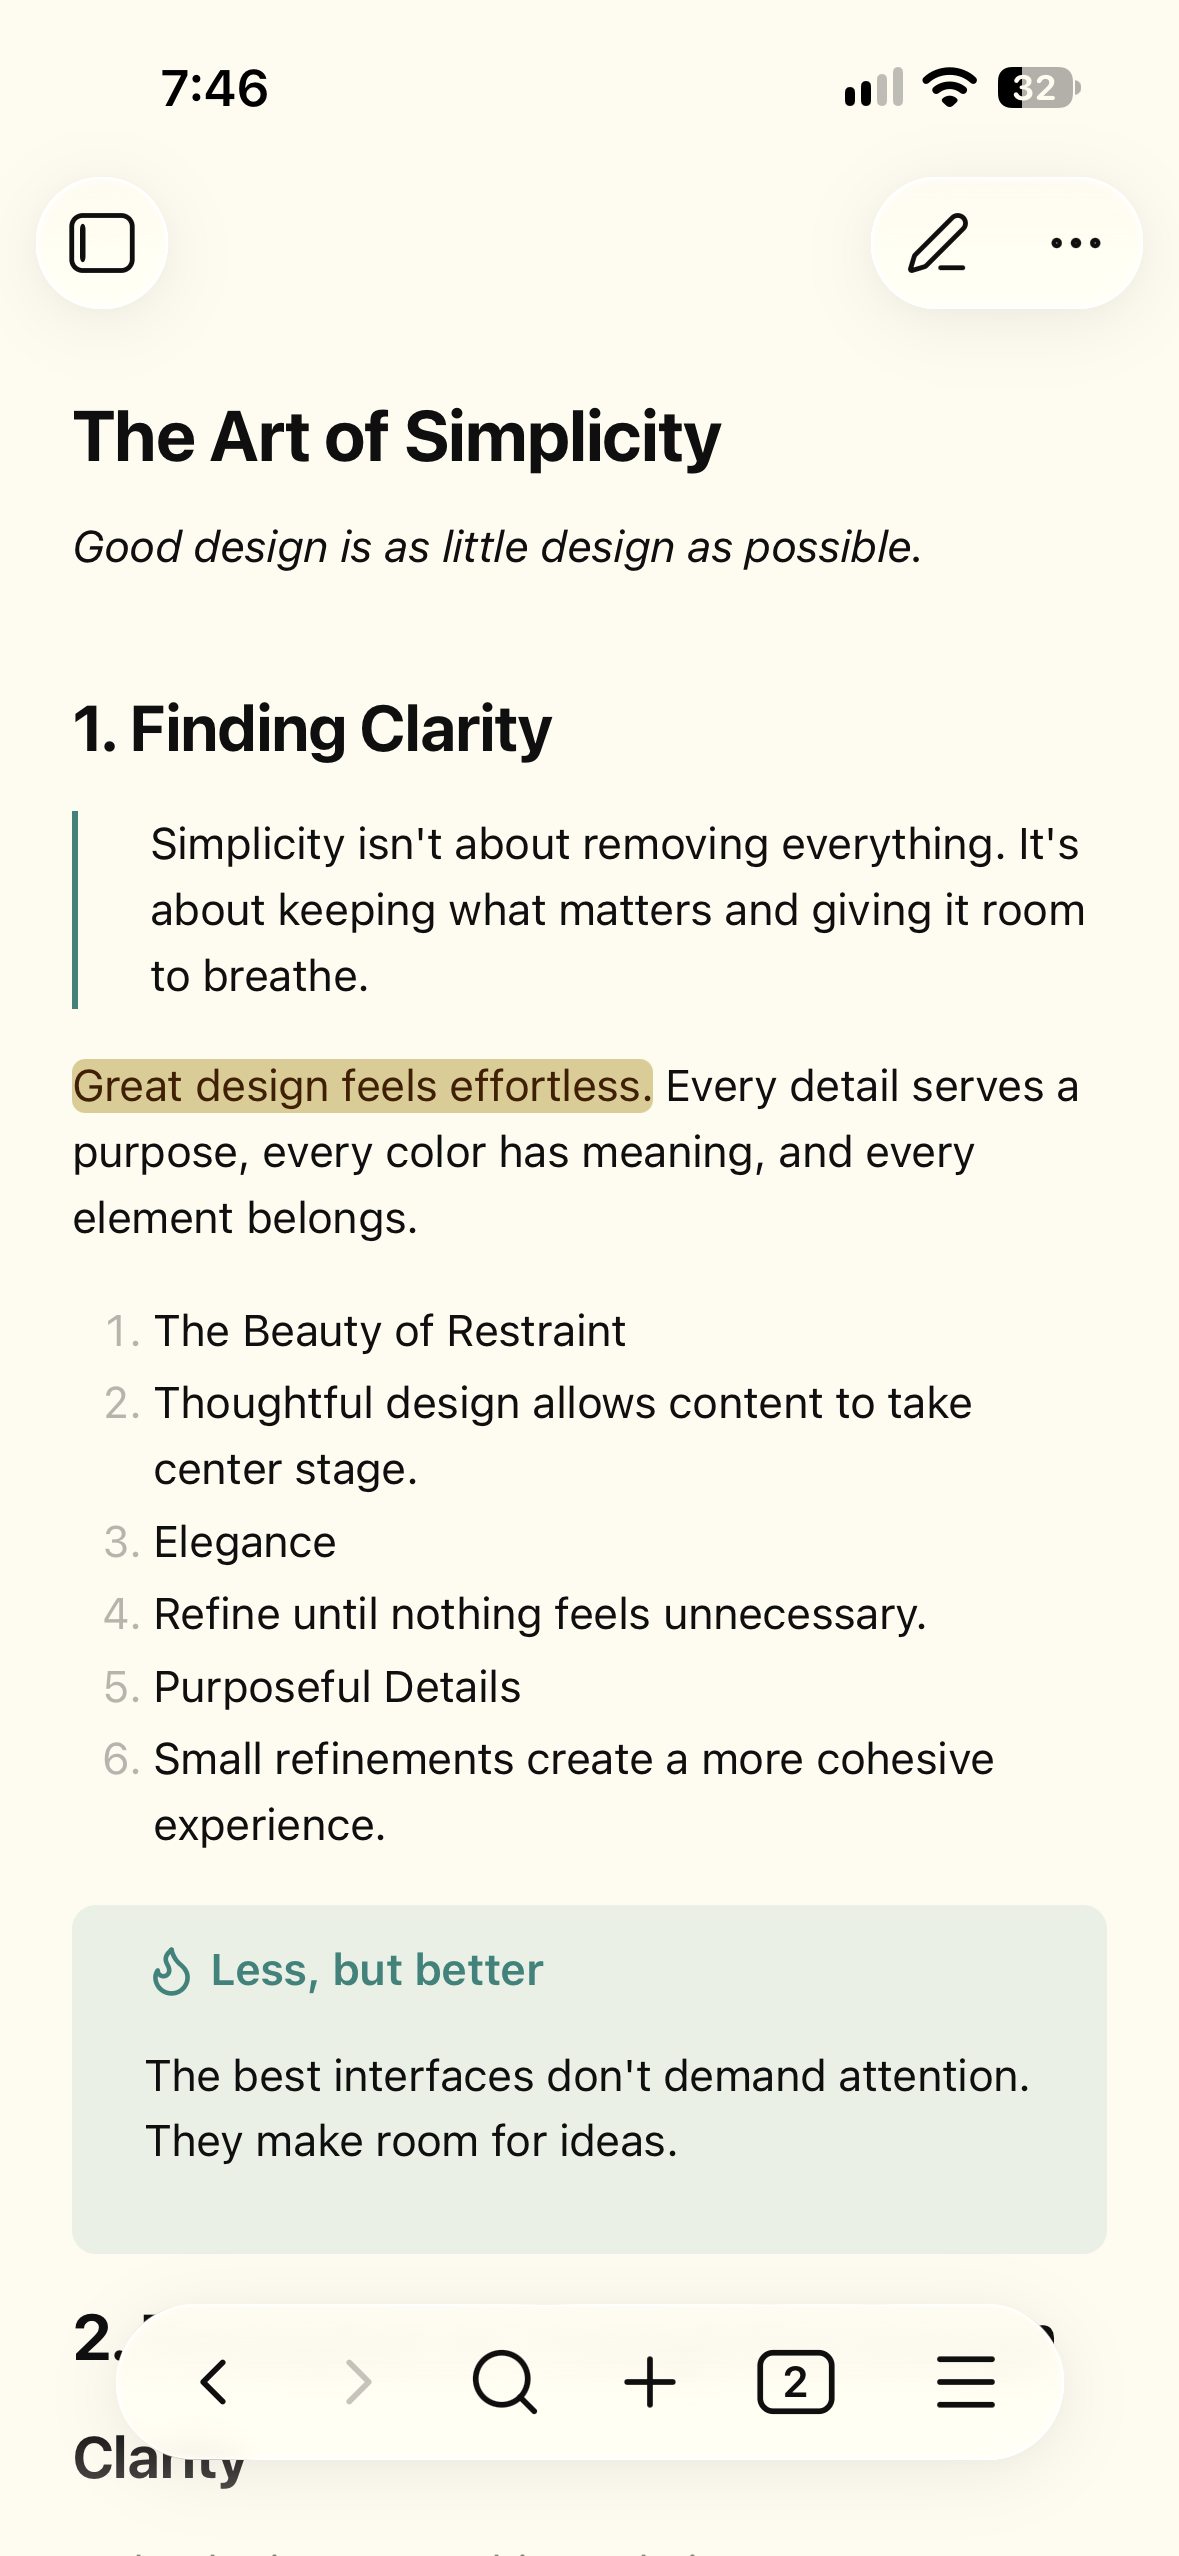 7:46
32
The Art of Simplicity
Good design is as little design as possible.
1. Finding Clarity
Simplicity isn't about removing everything. It's
about keeping what matters and giving it room
to breathe.
Great design feels effortless. Every detail serves a
purpose, every color has meaning, and every
element belongs.
1. The Beauty of Restraint
2. Thoughtful design allows content to take
center stage.
3. Elegance
4. Refine until nothing feels unnecessary.
5. Purposeful Details
6. Small refinements create a more cohesive
experience.
Less, but better
The best interfaces don't demand attention.
They make room for ideas.
2.
2
Clarity